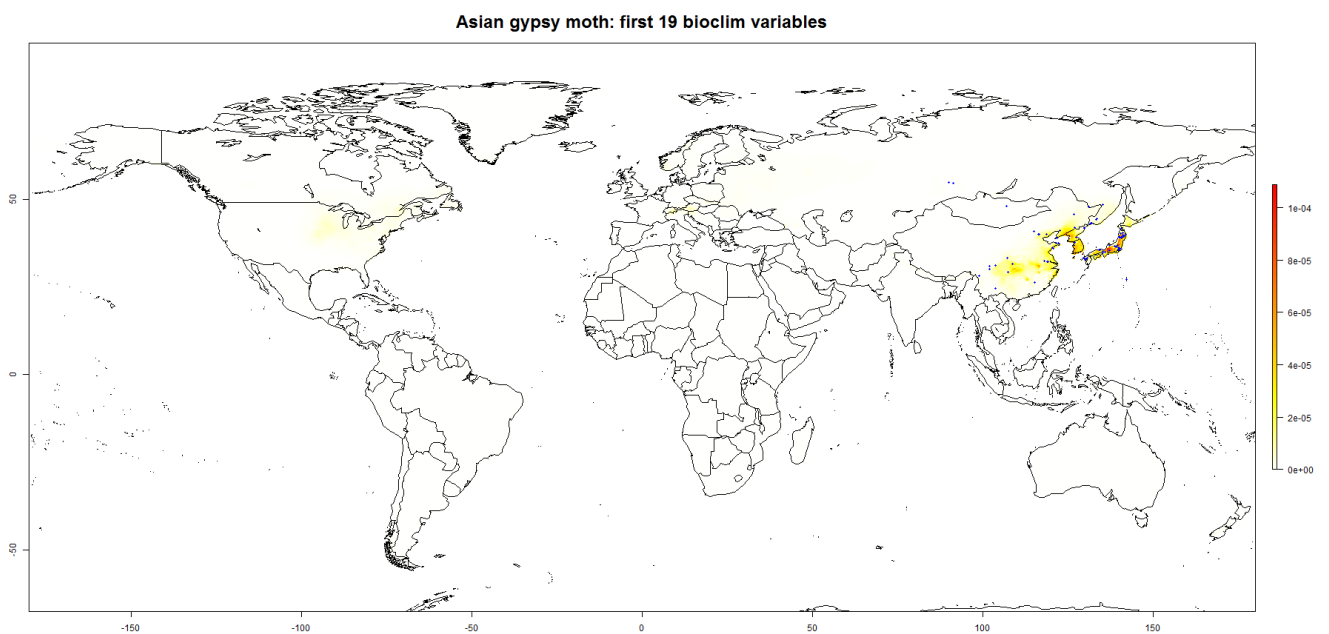 Asian gypsy moth: first 19 bioclim variables
50
0
-50
-150
-100
-50
0
50
100
150
1e-04
8e-05
6e-05
4e-05
2e-05
0e+00